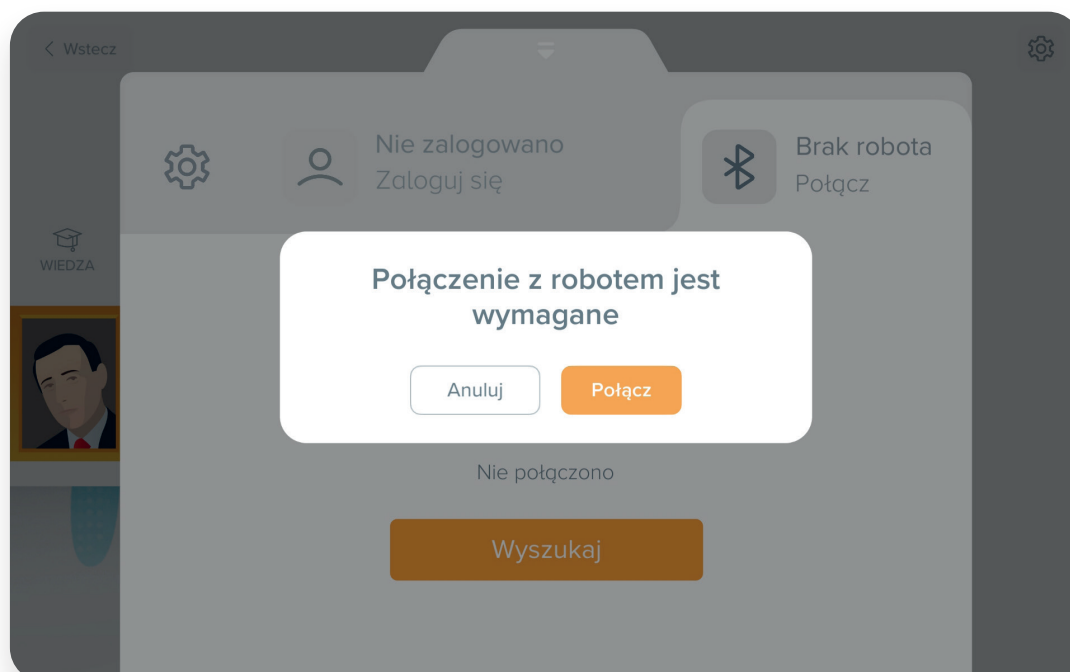 Wstecz
Nie zalogowano
Zaloguj się
Brak robota
Połącz
WIEDZA
Połączenie z robotem jest
wymagane
Anuluj
Połącz
Nie połączono
Wyszukaj